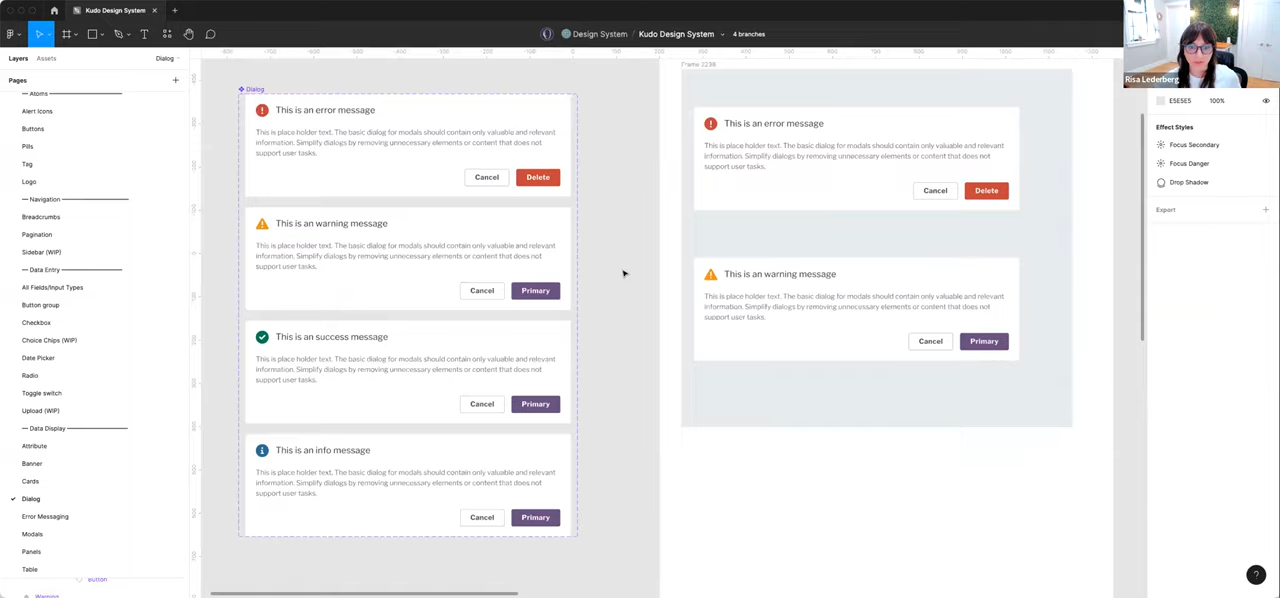 Kudo Design System
Design System / Kudo Design System
4 branches
Risa Lederberg
Layers
Assets
Dialog
Pages
Atoms
Alert Icons
Buttons
Pills
Tag
Logo
Navigation
Breadcrumbs
Pagination
Sidebar (WIP)
Data Entry
All Fields/Input Types
Button group
Checkbox
Choice Chips (WIP)
Date Picker
Radio
Toggle switch
Upload (WIP)
Data Display
Attribute
Banner
Cards
Dialog
Error Messaging
Modals
Panels
Table
Button
Warning
Dialog
This is an error message
This is place holder text. The basic dialog for modals should contain only valuable and relevant
information. Simplify dialogs by removing unnecessary elements or content that does not
support user tasks.
Cancel
Delete
This is an warning message
This is place holder text. The basic dialog for modals should contain only valuable and relevant
information. Simplify dialogs by removing unnecessary elements or content that does not
support user tasks.
Cancel
Primary
This is an success message
This is place holder text. The basic dialog for modals should contain only valuable and relevant
information. Simplify dialogs by removing unnecessary elements or content that does not
support user tasks.
Cancel
Primary
This is an info message
This is place holder text. The basic dialog for modals should contain only valuable and relevant
information. Simplify dialogs by removing unnecessary elements or content that does not
support user tasks.
Cancel
Primary
Frame 2236
This is an error message
This is place holder text. The basic dialog for modals should contain only valuable and relevant
information. Simplify dialogs by removing unnecessary elements or content that does not
support user tasks.
Cancel
Delete
This is an warning message
This is place holder text. The basic dialog for modals should contain only valuable and relevant
information. Simplify dialogs by removing unnecessary elements or content that does not
support user tasks.
Cancel
Primary
E5E5E5
100%
Effect Styles
Focus Secondary
Focus Danger
Drop Shadow
Export
?